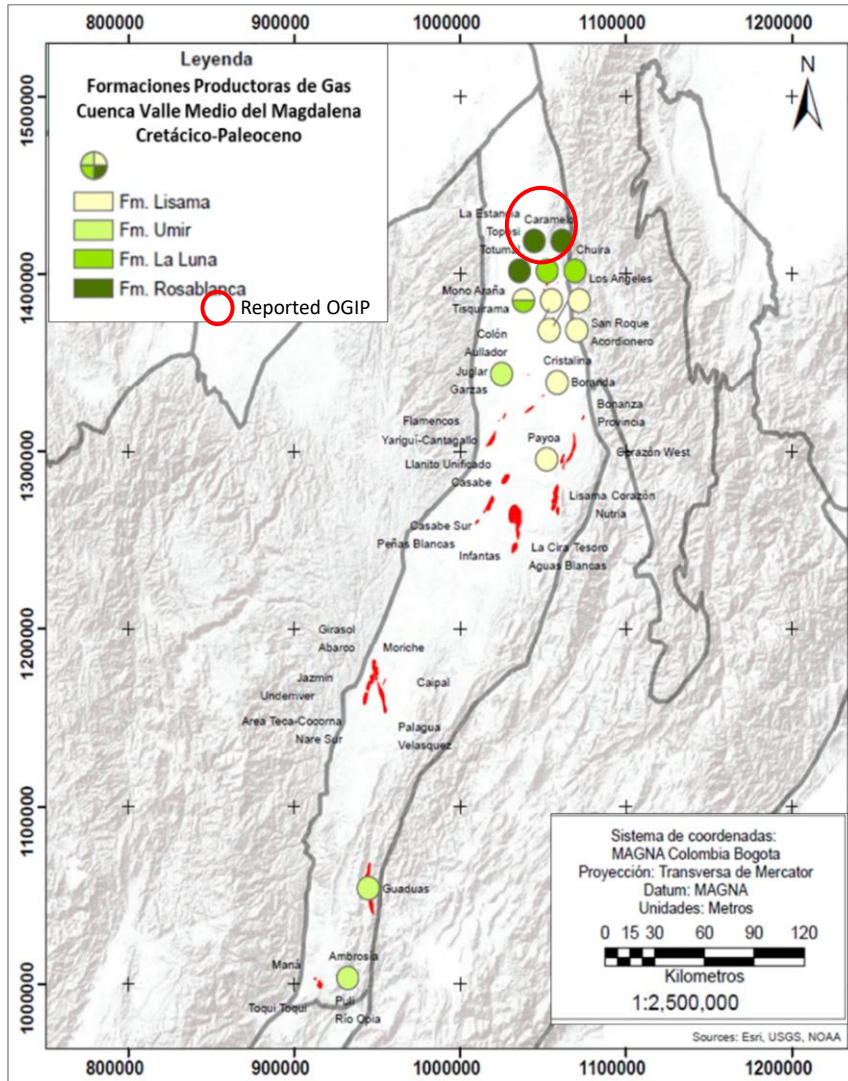 800000 900000 1000000 1100000 1200000
Leyenda
Formaciones Productoras de Gas
Cuenca Valle Medio del Magdalena
Cretácico-Paleoceno
Fm. Lisama
Fm. Umir
Fm. La Luna
Fm. Rosablanca
Reported OGIP
N
1500000
1400000
1300000
1200000
1100000
1000000
La Estancia
Caramelo
Toposi
Totumal
Chuira
Los Angeles
Mono Araña
Tisquirama
San Roque
Acordionero
Colón
Aullador
Cristalina
Juglar
Garzas
Boranda
Bonanza
Provincia
Flamencos
Yariguí-Cantagallo
Payoa
Corazón West
Llanito Unificado
Casabe
Lisama Corazón
Nutria
Casabe Sur
Peñas Blancas
Infantas
La Cira Tesoro
Aguas Blancas
Girasol
Abarco
Moriche
Jazmín
Underriver
Caipal
Area Teca-Cocorna
Nare Sur
Palagua
Velasquez
Guaduas
Ambrosía
Maná
Puli
Toqui Toqui
Río Opia
Sistema de coordenadas:
MAGNA Colombia Bogota
Proyección: Transversa de Mercator
Datum: MAGNA
Unidades: Metros
0 15 30 60 90 120
Kilometros
1:2,500,000
Sources: Esri, USGS, NOAA
800000 900000 1000000 1100000 1200000